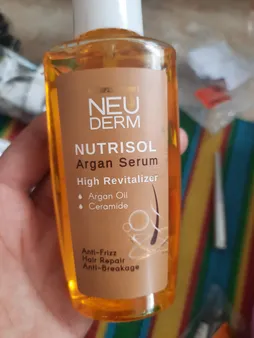 NEU
DERM
NUTRISOL
Argan Serum
High Revitalizer
Argan Oil
Ceramide
Anti-Frizz
Hair Repair
Anti-Breakage